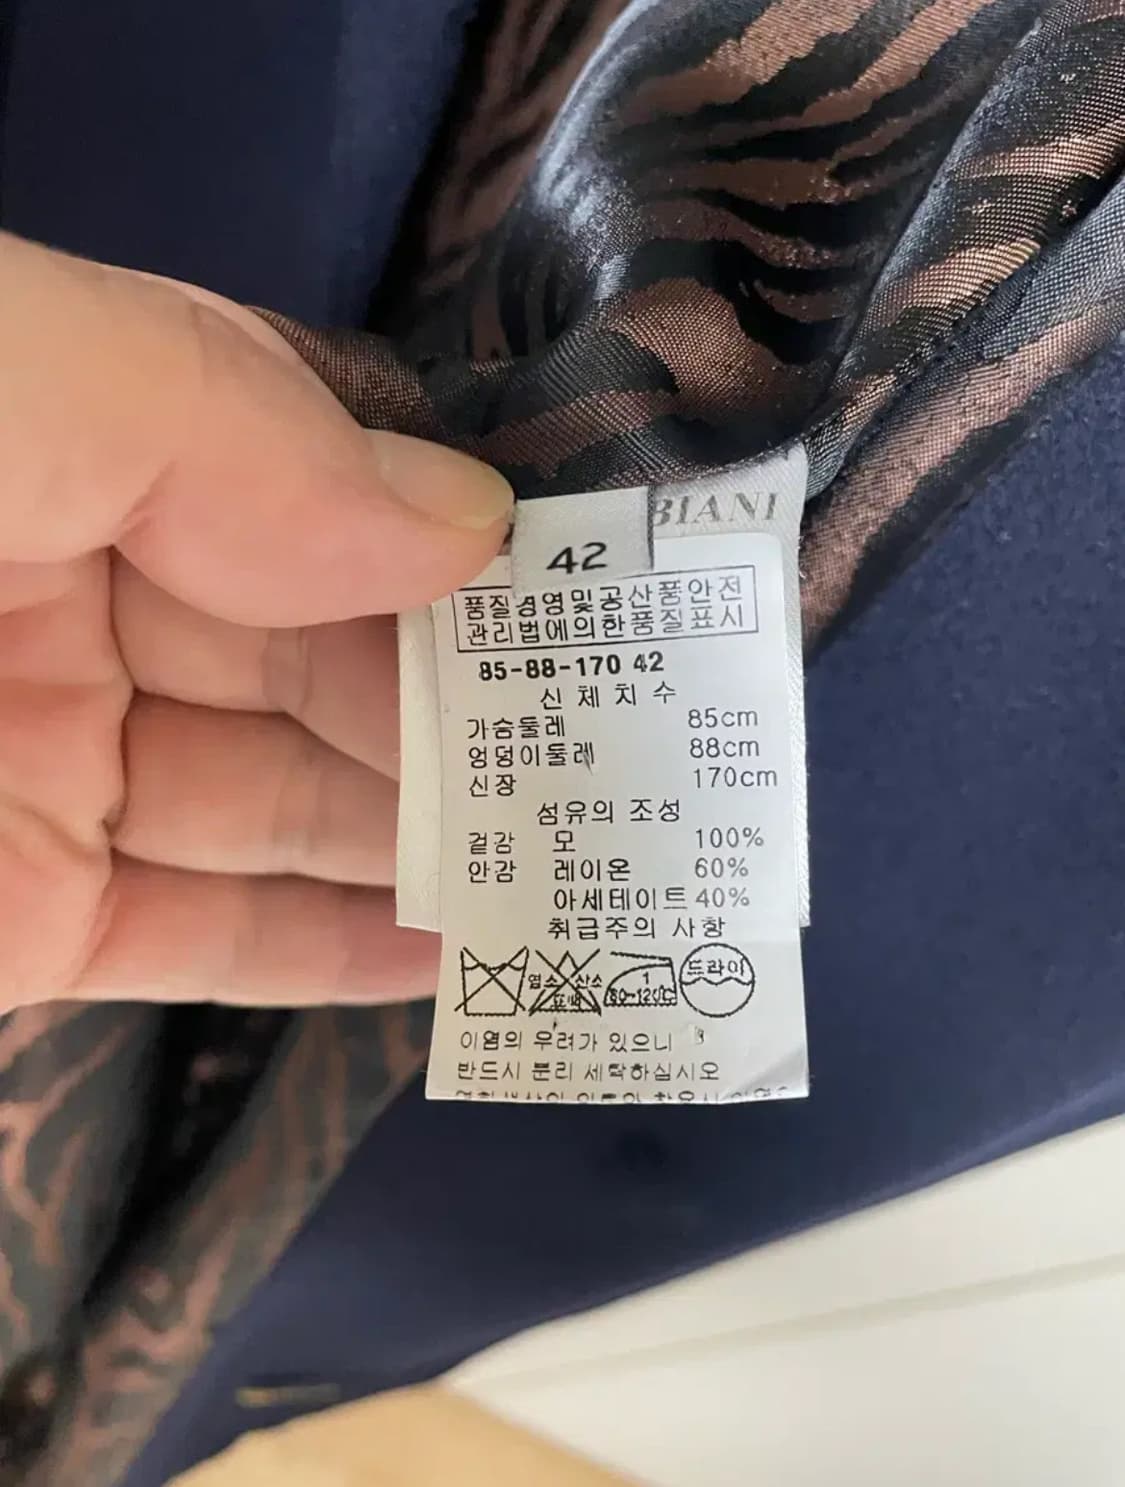 BIANI
42
품질경영및공산품안전
관리법에의한품질표시
85-88-170 42
신체치수
가슴둘레 85cm
엉덩이둘레 88cm
신장 170cm
섬유의 조성
겉감 모 100%
안감 레이온 60%
아세테이트 40%
취급주의 사항
염소 산소 표백 1 80-120℃ 드라이
이염의 우려가 있으니
반드시 분리 세탁하십시오